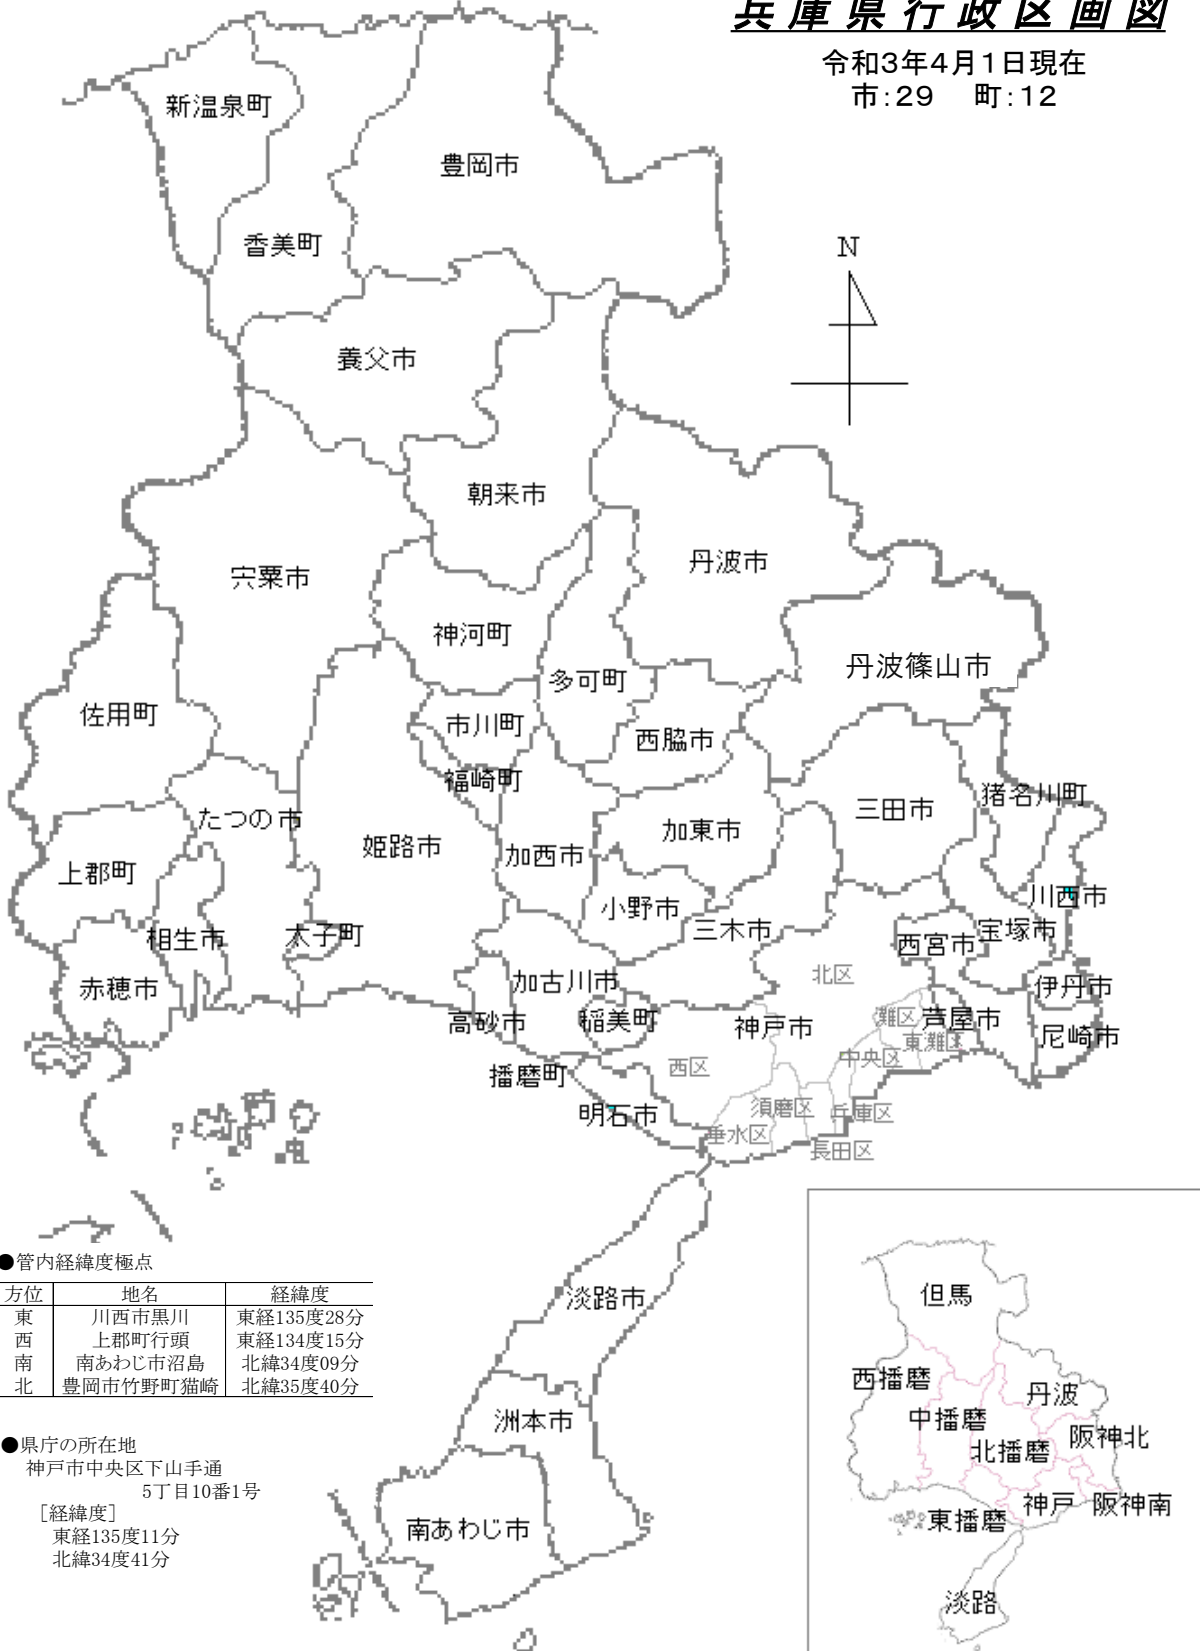 兵庫県行政区画図
令和3年4月1日現在
市:29 町:12
新温泉町
豊岡市
香美町
N
養父市
朝来市
丹波市
宍粟市
神河町
丹波篠山市
多可町
佐用町
市川町
西脇市
福崎町
猪名川町
たつの市
三田市
加東市
姫路市
加西市
上郡町
川西市
小野市
三木市
宝塚市
相生市
太子町
西宮市
北区
加古川市
赤穂市
伊丹市
高砂市
稲美町
神戸市
灘区
芦屋市
東灘区
尼崎市
中央区
西区
播磨町
明石市
須磨区
兵庫区
垂水区
長田区
●管内経緯度極点
方位 地名 経緯度
東 川西市黒川 東経135度28分
西 上郡町行頭 東経134度15分
南 南あわじ市沼島 北緯34度09分
北 豊岡市竹野町猫崎 北緯35度40分
淡路市
洲本市
南あわじ市
●県庁の所在地
神戸市中央区下山手通
5丁目10番1号
[経緯度]
東経135度11分
北緯34度41分
但馬
西播磨
丹波
中播磨
阪神北
北播磨
神戸
阪神南
東播磨
淡路